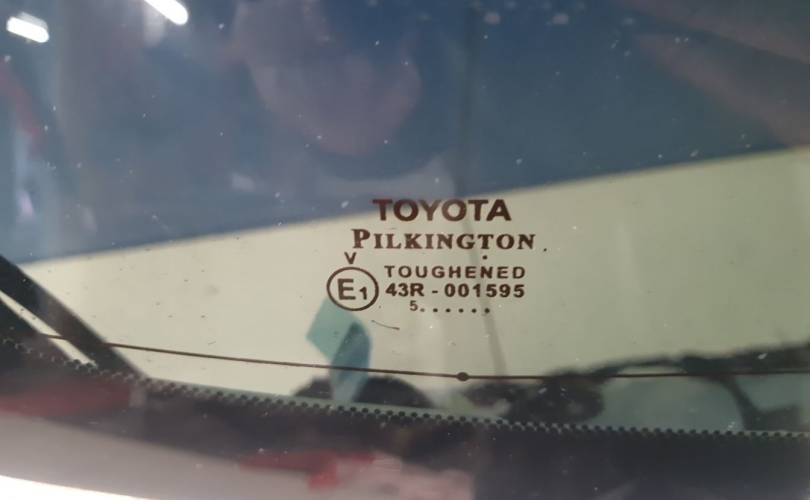 TOYOTA
PILKINGTON
V
E1 TOUGHENED
43R - 001595
5......